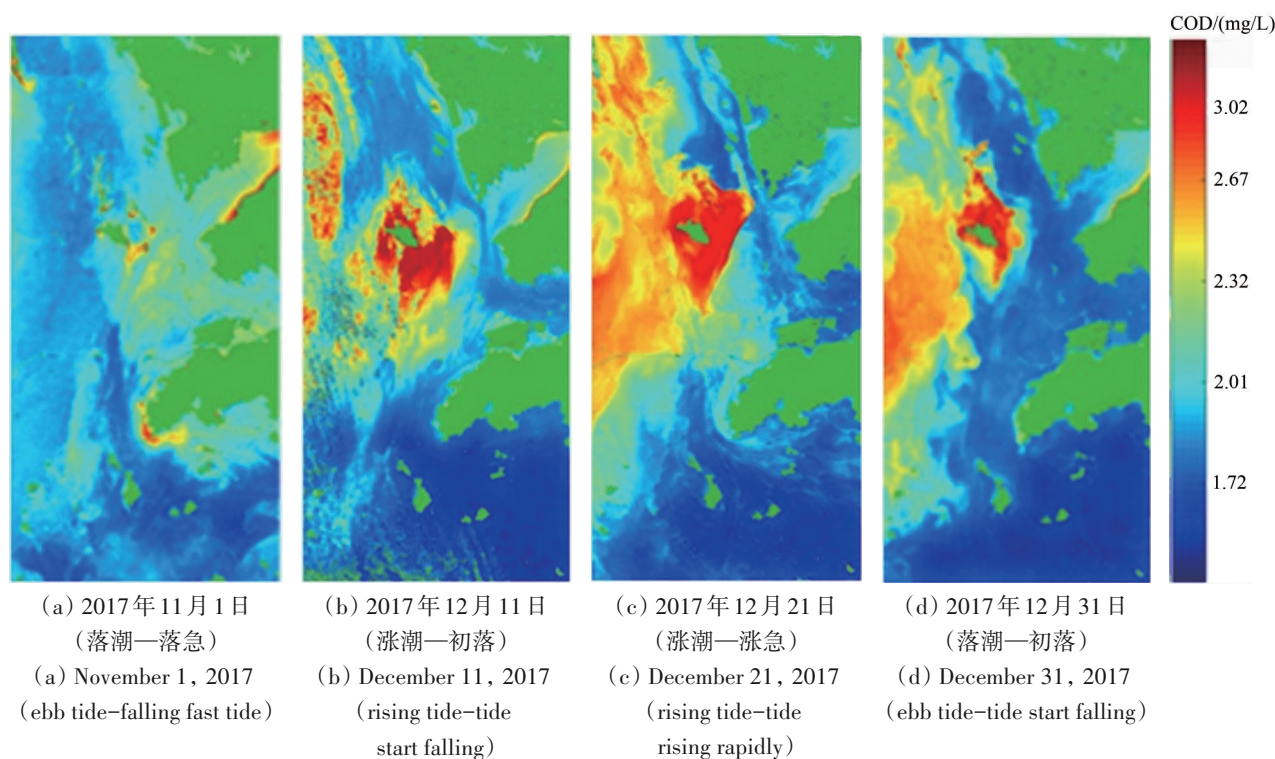 COD/(mg/L)
3.02
2.67
2.32
2.01
1.72
(a) 2017年11月1日
(落潮—落急)
(a) November 1, 2017
(ebb tide-falling fast tide)
(b) 2017年12月11日
(涨潮—初落)
(b) December 11, 2017
(rising tide-tide
start falling)
(c) 2017年12月21日
(涨潮—涨急)
(c) December 21, 2017
(rising tide-tide
rising rapidly)
(d) 2017年12月31日
(落潮—初落)
(d) December 31, 2017
(ebb tide-tide start falling)